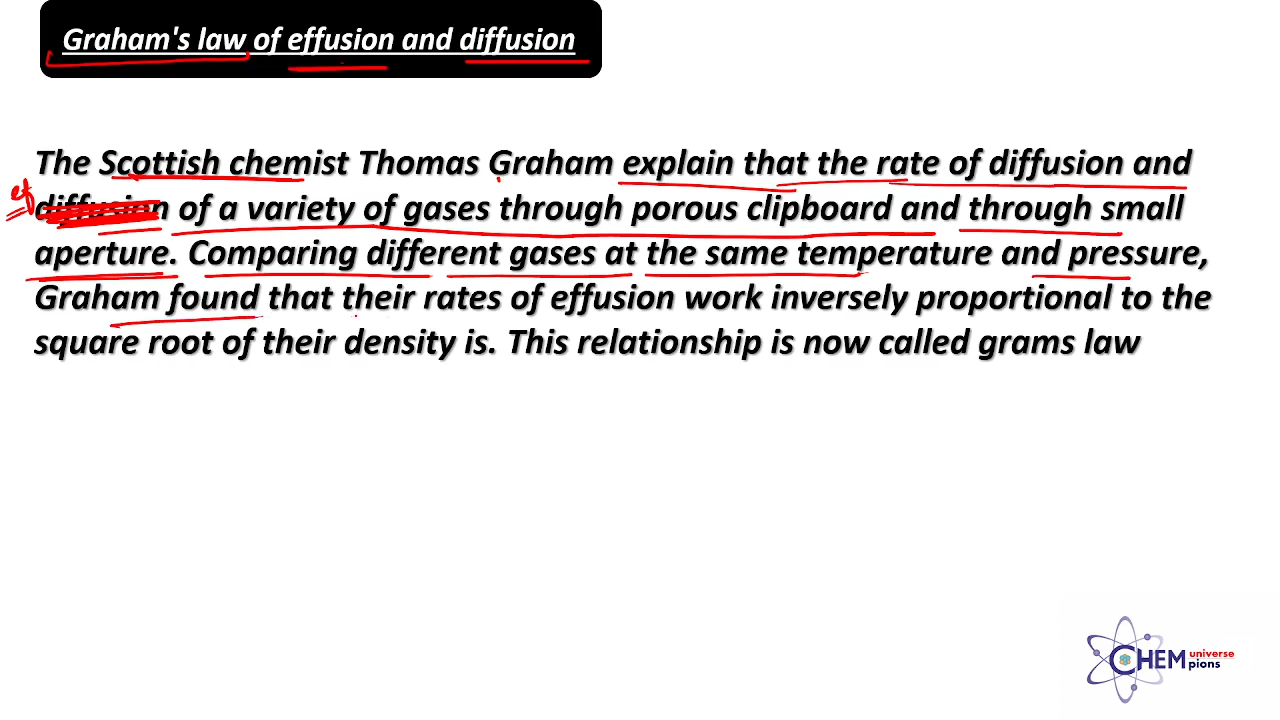 Graham's law of effusion and diffusion
The Scottish chemist Thomas Graham explain that the rate of diffusion and
ef
diffusion of a variety of gases through porous clipboard and through small
aperture. Comparing different gases at the same temperature and pressure,
Graham found that their rates of effusion work inversely proportional to the
square root of their density is. This relationship is now called grams law
CHEM universe
pions